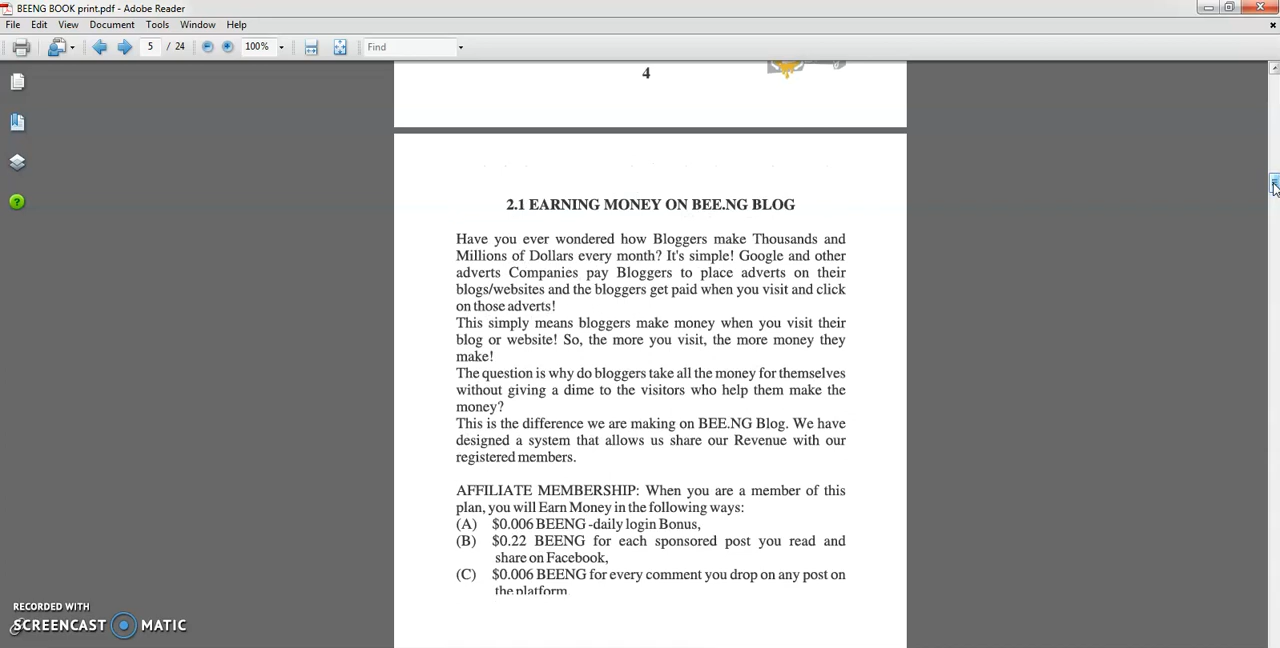 BEENG BOOK print.pdf - Adobe Reader
File Edit View Document Tools Window Help
5 / 24 100% Find
4
2.1 EARNING MONEY ON BEE.NG BLOG
Have you ever wondered how Bloggers make Thousands and
Millions of Dollars every month? It's simple! Google and other
adverts Companies pay Bloggers to place adverts on their
blogs/websites and the bloggers get paid when you visit and click
on those adverts!
This simply means bloggers make money when you visit their
blog or website! So, the more you visit, the more money they
make!
The question is why do bloggers take all the money for themselves
without giving a dime to the visitors who help them make the
money?
This is the difference we are making on BEE.NG Blog. We have
designed a system that allows us share our Revenue with our
registered members.
AFFILIATE MEMBERSHIP: When you are a member of this
plan, you will Earn Money in the following ways:
(A) $0.006 BEENG -daily login Bonus,
(B) $0.22 BEENG for each sponsored post you read and
share on Facebook,
(C) $0.006 BEENG for every comment you drop on any post on
the platform.
RECORDED WITH
SCREENCAST MATIC